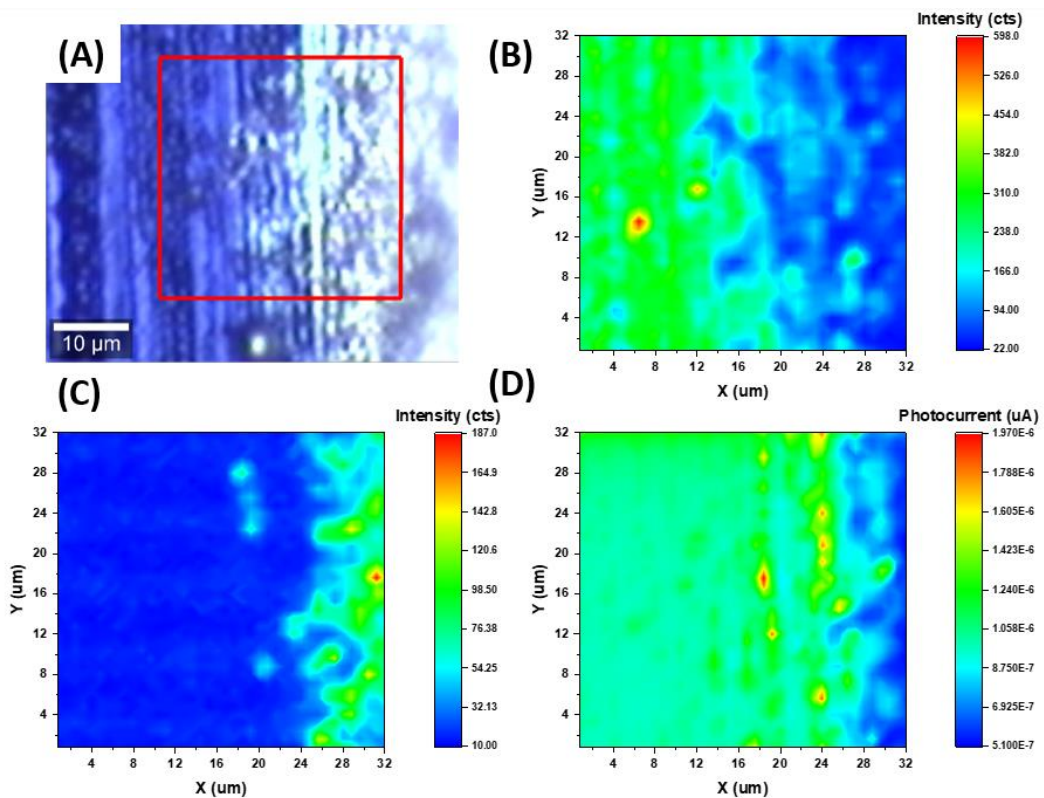 (A)
10 μm
(B)
Intensity (cts)
598.0
526.0
454.0
382.0
310.0
238.0
166.0
94.00
22.00
Y (um)
32
28
24
20
16
12
8
4
4 8 12 16 20 24 28 32
X (um)
(C)
Intensity (cts)
187.0
164.9
142.8
120.6
98.50
76.38
54.25
32.13
10.00
Y (um)
32
28
24
20
16
12
8
4
4 8 12 16 20 24 28 32
X (um)
(D)
Photocurrent (uA)
1.970E-6
1.788E-6
1.605E-6
1.423E-6
1.240E-6
1.058E-6
8.750E-7
6.925E-7
5.100E-7
Y (um)
32
28
24
20
16
12
8
4
4 8 12 16 20 24 28 32
X (um)